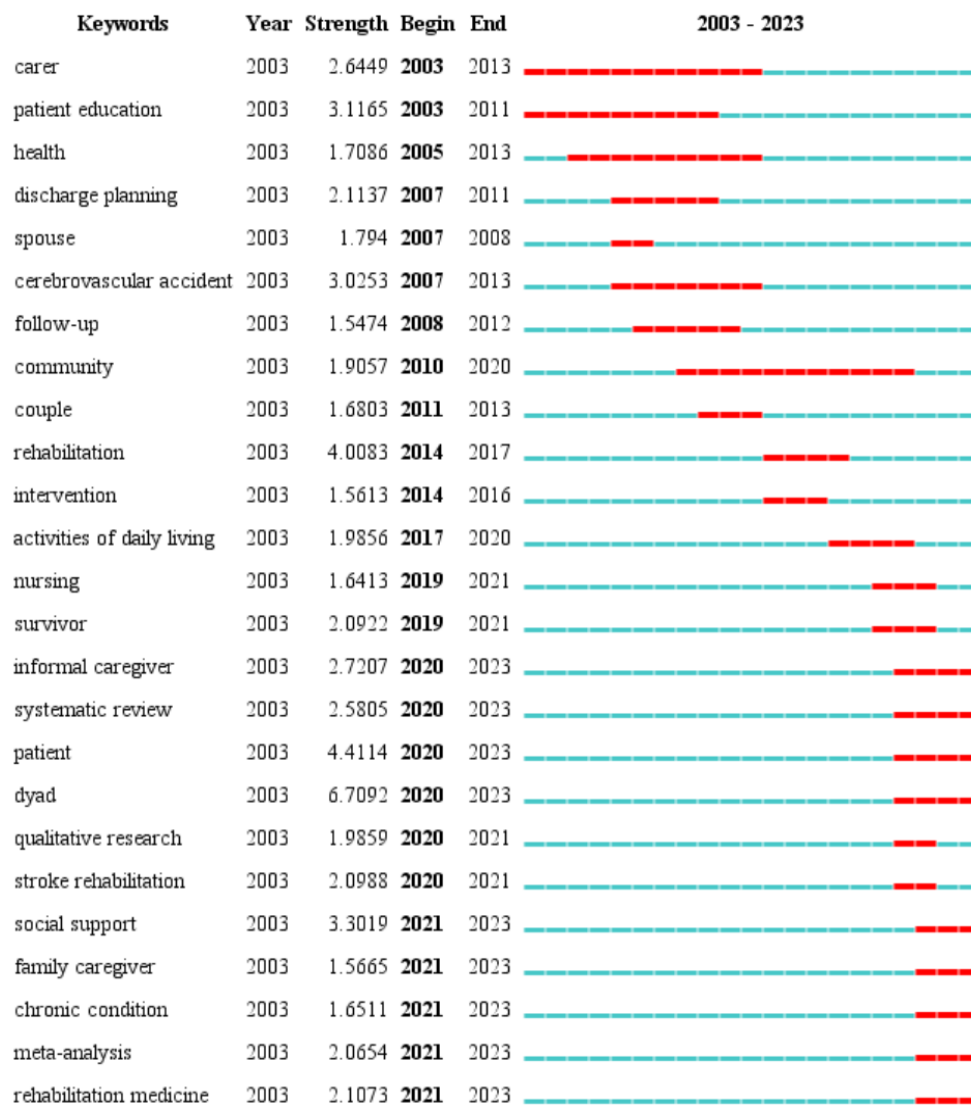 Keywords Year Strength Begin End 2003 - 2023
carer 2003 2.6449 2003 2013
patient education 2003 3.1165 2003 2011
health 2003 1.7086 2005 2013
discharge planning 2003 2.1137 2007 2011
spouse 2003 1.794 2007 2008
cerebrovascular accident 2003 3.0253 2007 2013
follow-up 2003 1.5474 2008 2012
community 2003 1.9057 2010 2020
couple 2003 1.6803 2011 2013
rehabilitation 2003 4.0083 2014 2017
intervention 2003 1.5613 2014 2016
activities of daily living 2003 1.9856 2017 2020
nursing 2003 1.6413 2019 2021
survivor 2003 2.0922 2019 2021
informal caregiver 2003 2.7207 2020 2023
systematic review 2003 2.5805 2020 2023
patient 2003 4.4114 2020 2023
dyad 2003 6.7092 2020 2023
qualitative research 2003 1.9859 2020 2021
stroke rehabilitation 2003 2.0988 2020 2021
social support 2003 3.3019 2021 2023
family caregiver 2003 1.5665 2021 2023
chronic condition 2003 1.6511 2021 2023
meta-analysis 2003 2.0654 2021 2023
rehabilitation medicine 2003 2.1073 2021 2023